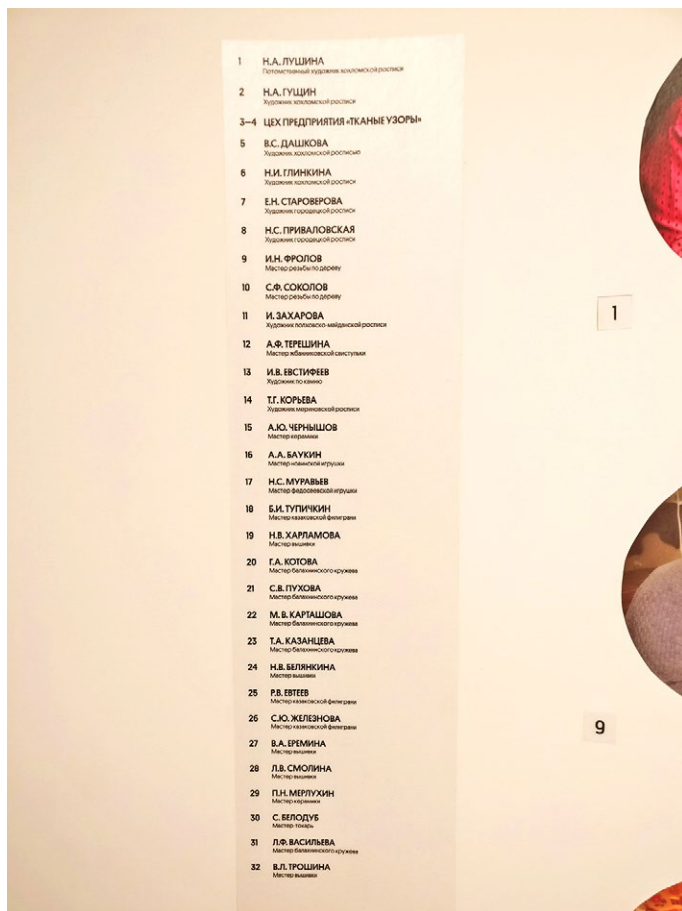 1 Н.А. ЛУШИНА
Потомственный художник хохломской росписи
2 Н.А. ГУЩИН
Художник хохломской росписи
3–4 ЦЕХ ПРЕДПРИЯТИЯ «ТКАНЫЕ УЗОРЫ»
5 В.С. ДАШКОВА
Художник хохломской росписью
6 Н.И. ГЛИНКИНА
Художник хохломской росписи
7 Е.Н. СТАРОВЕРОВА
Художник городецкой росписи
8 Н.С. ПРИВАЛОВСКАЯ
Художник городецкой росписи
9 И.Н. ФРОЛОВ
Мастер резьбы по дереву
10 С.Ф. СОКОЛОВ
Мастер резьбы по дереву
11 И. ЗАХАРОВА
Художник полховско-майданской росписи
12 А.Ф. ТЕРЕШИНА
Мастер жбанниковской свистульки
13 И.В. ЕВСТИФЕЕВ
Художник по камню
14 Т.Г. КОРЬЕВА
Художник мериновской росписи
15 А.Ю. ЧЕРНЫШОВ
Мастер керамики
16 А.А. БАУКИН
Мастер новинской игрушки
17 Н.С. МУРАВЬЕВ
Мастер федосеевской игрушки
18 Б.И. ТУПИЧКИН
Мастер казаковской филиграни
19 Н.В. ХАРЛАМОВА
Мастер вышивки
20 Г.А. КОТОВА
Мастер балахнинского кружева
21 С.В. ПУХОВА
Мастер балахнинского кружева
22 М.В. КАРТАШОВА
Мастер балахнинского кружева
23 Т.А. КАЗАНЦЕВА
Мастер балахнинского кружева
24 Н.В. БЕЛЯНКИНА
Мастер вышивки
25 Р.В. ЕВТЕЕВ
Мастер казаковской филиграни
26 С.Ю. ЖЕЛЕЗНОВА
Мастер казаковской филиграни
27 В.А. ЕРЕМИНА
Мастер вышивки
28 Л.В. СМОЛИНА
Мастер вышивки
29 П.Н. МЕРЛУХИН
Мастер керамики
30 С. БЕЛОДУБ
Мастер-токарь
31 Л.Ф. ВАСИЛЬЕВА
Мастер балахнинского кружева
32 В.Л. ТРОШИНА
Мастер вышивки
1
9